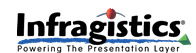 Infragistics®
Powering The Presentation Layer